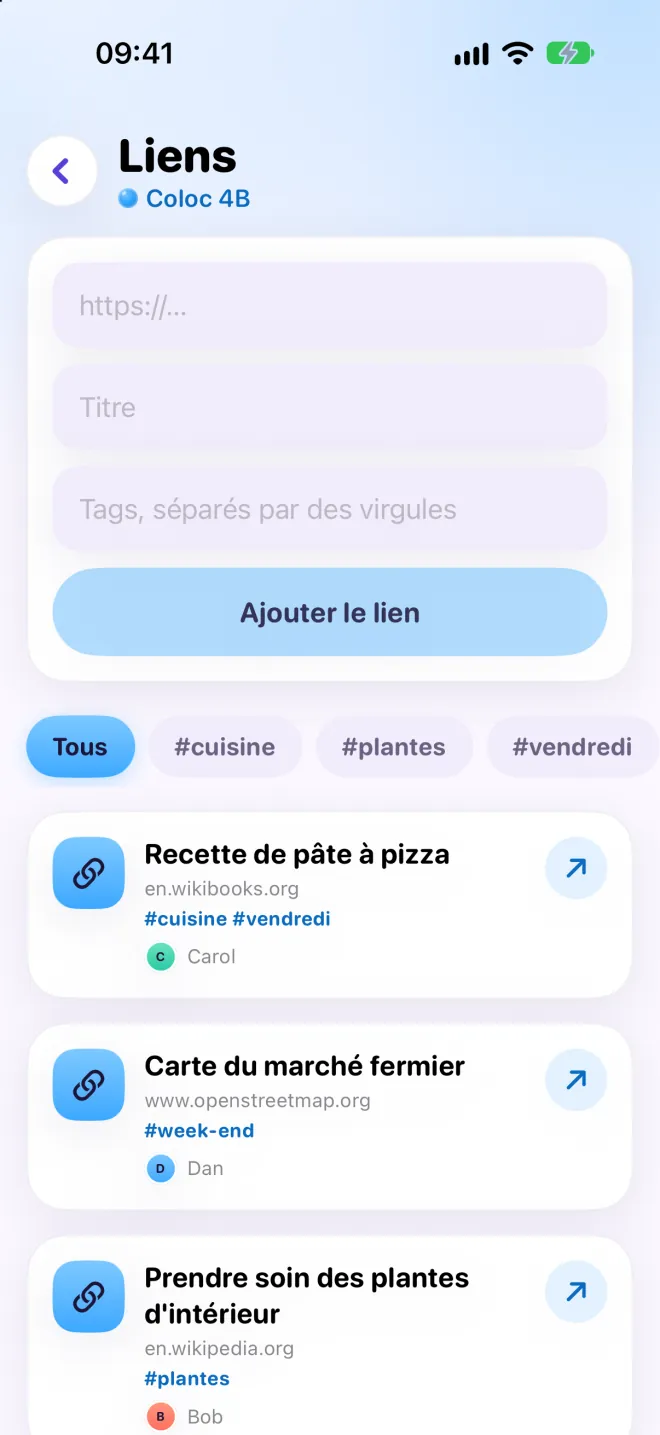 09:41
Liens
Coloc 4B
https://...
Titre
Tags, séparés par des virgules
Ajouter le lien
Tous #cuisine #plantes #vendredi
Recette de pâte à pizza
en.wikibooks.org
#cuisine #vendredi
C Carol
Carte du marché fermier
www.openstreetmap.org
#week-end
D Dan
Prendre soin des plantes
d'intérieur
en.wikipedia.org
#plantes
B Bob